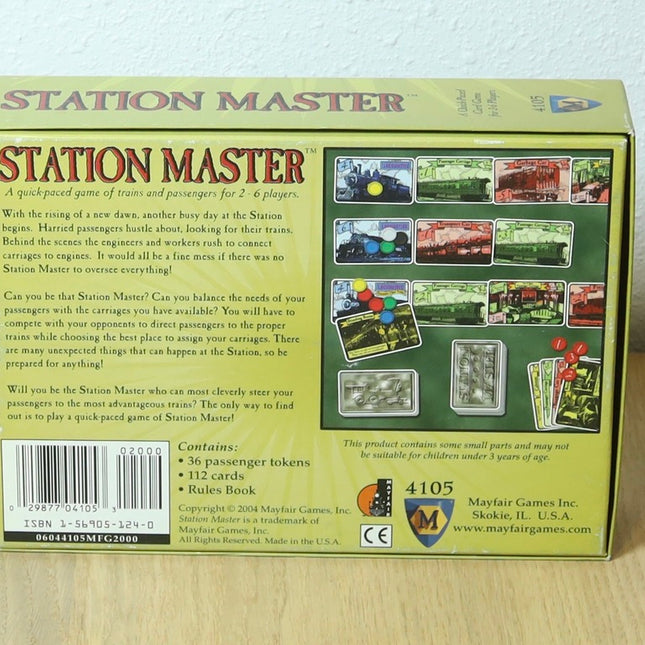 STATION MASTER™
A Quick-Paced
Card Game
for 2-6 Players
4105
M
STATION MASTER™
A quick-paced game of trains and passengers for 2 - 6 players.
With the rising of a new dawn, another busy day at the Station
begins. Harried passengers hustle about, looking for their trains.
Behind the scenes the engineers and workers rush to connect
carriages to engines. It would all be a fine mess if there was no
Station Master to oversee everything!
Can you be that Station Master? Can you balance the needs of your
passengers with the carriages you have available? You will have to
compete with your opponents to direct passengers to the proper
trains while choosing the best place to assign your carriages. There
are many unexpected things that can happen at the Station, so be
prepared for anything!
Will you be the Station Master who can most cleverly steer your
passengers to the most advantageous trains? The only way to find
out is to play a quick-paced game of Station Master!
This product contains some small parts and may not
be suitable for children under 3 years of age.
02000
0 29877 04105 3
ISBN 1-56905-124-0
06044105MFG2000
Contains:
• 36 passenger tokens
• 112 cards
• Rules Book
Copyright © 2004 Mayfair Games, Inc.
Station Master is a trademark of
Mayfair Games, Inc.
All Rights Reserved. Made in the U.S.A.
MAYFAIR
CE
4105
M
Mayfair Games Inc.
Skokie, IL. U.S.A.
www.mayfairgames.com